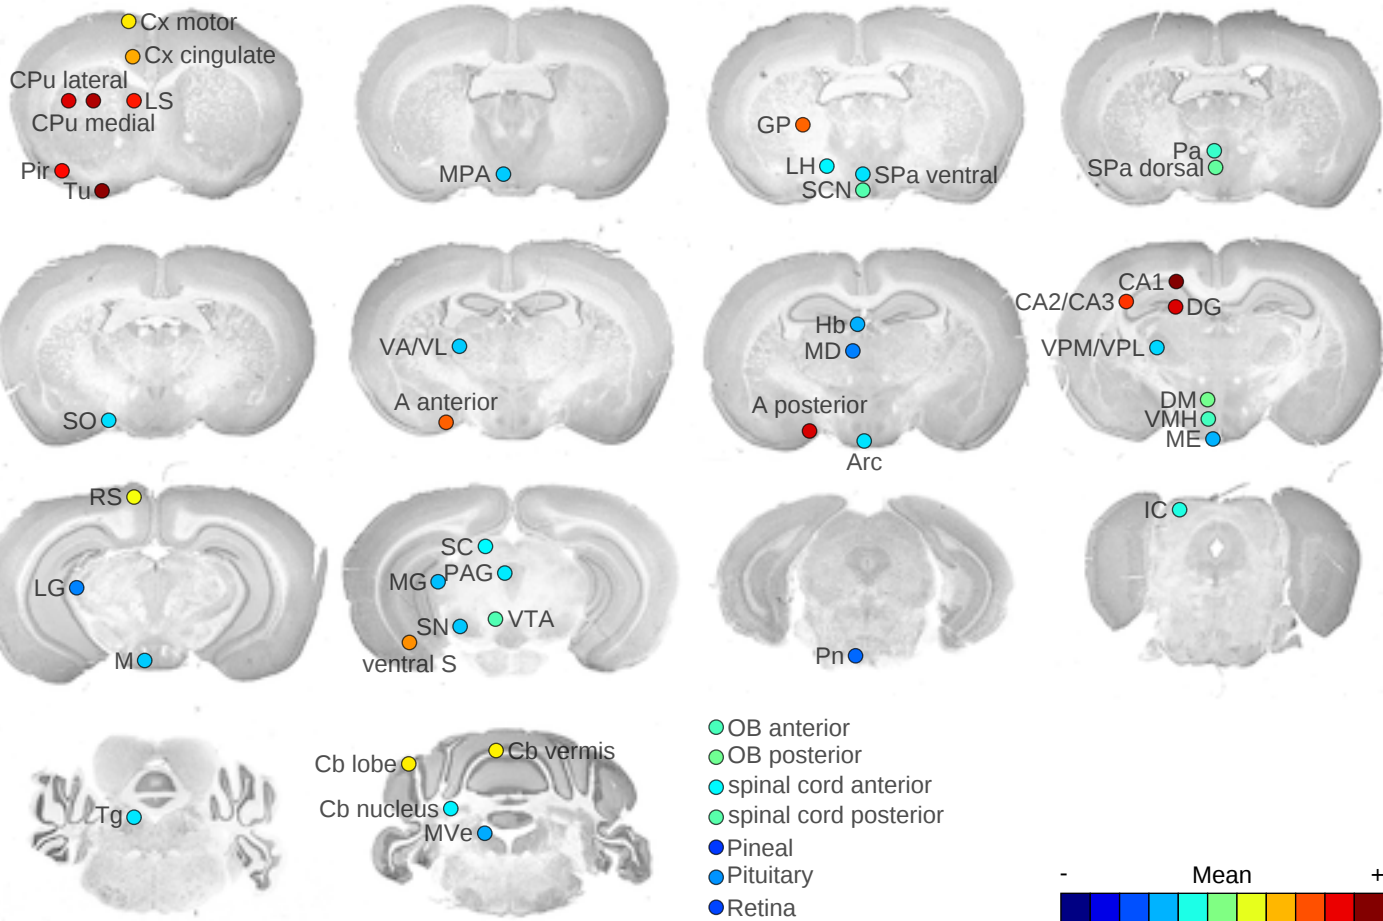 Cx motor
Cx cingulate
CPu lateral
LS
CPu medial
Pir
Tu
MPA
GP
LH
SPa ventral
SCN
Pa
SPa dorsal
SO
VA/VL
A anterior
Hb
MD
A posterior
Arc
CA1
CA2/CA3
DG
VPM/VPL
DM
VMH
ME
RS
LG
M
SC
PAG
MG
VTA
SN
ventral S
Pn
IC
Tg
Cb lobe
Cb vermis
Cb nucleus
MVe
OB anterior
OB posterior
spinal cord anterior
spinal cord posterior
Pineal
Pituitary
Retina
- Mean +